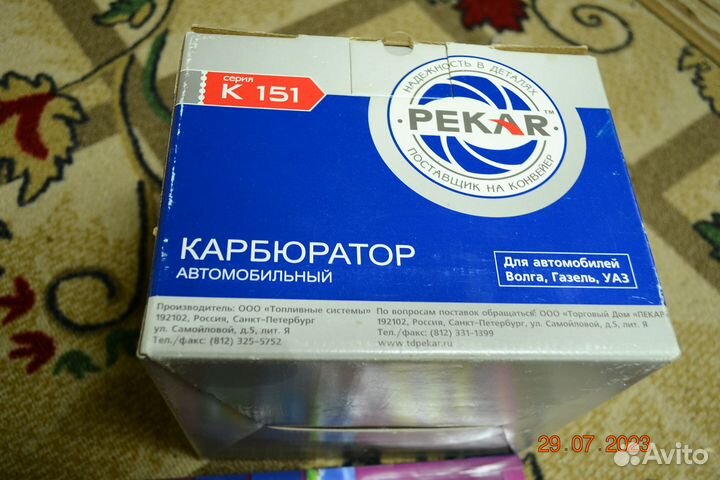 серия
К 151
НАДЕЖНОСТЬ В ДЕТАЛЯХ
PEKAR™
ПОСТАВЩИК НА КОНВЕЙЕР
КАРБЮРАТОР
АВТОМОБИЛЬНЫЙ
Для автомобилей
Волга, Газель, УАЗ
Производитель: ООО «Топливные системы»
192102, Россия, Санкт-Петербург
ул. Самойловой, д.5, лит. Я
Тел./факс: (812) 325-5752
По вопросам поставок обращаться! ООО «Торговый Дом «ПЕКАР»
192102, Россия, Санкт-Петербург, ул. Самойловой, д.5, лит. Я
Тел./факс: (812) 331-1399
www.tdpekar.ru
29.07.2023
Avito